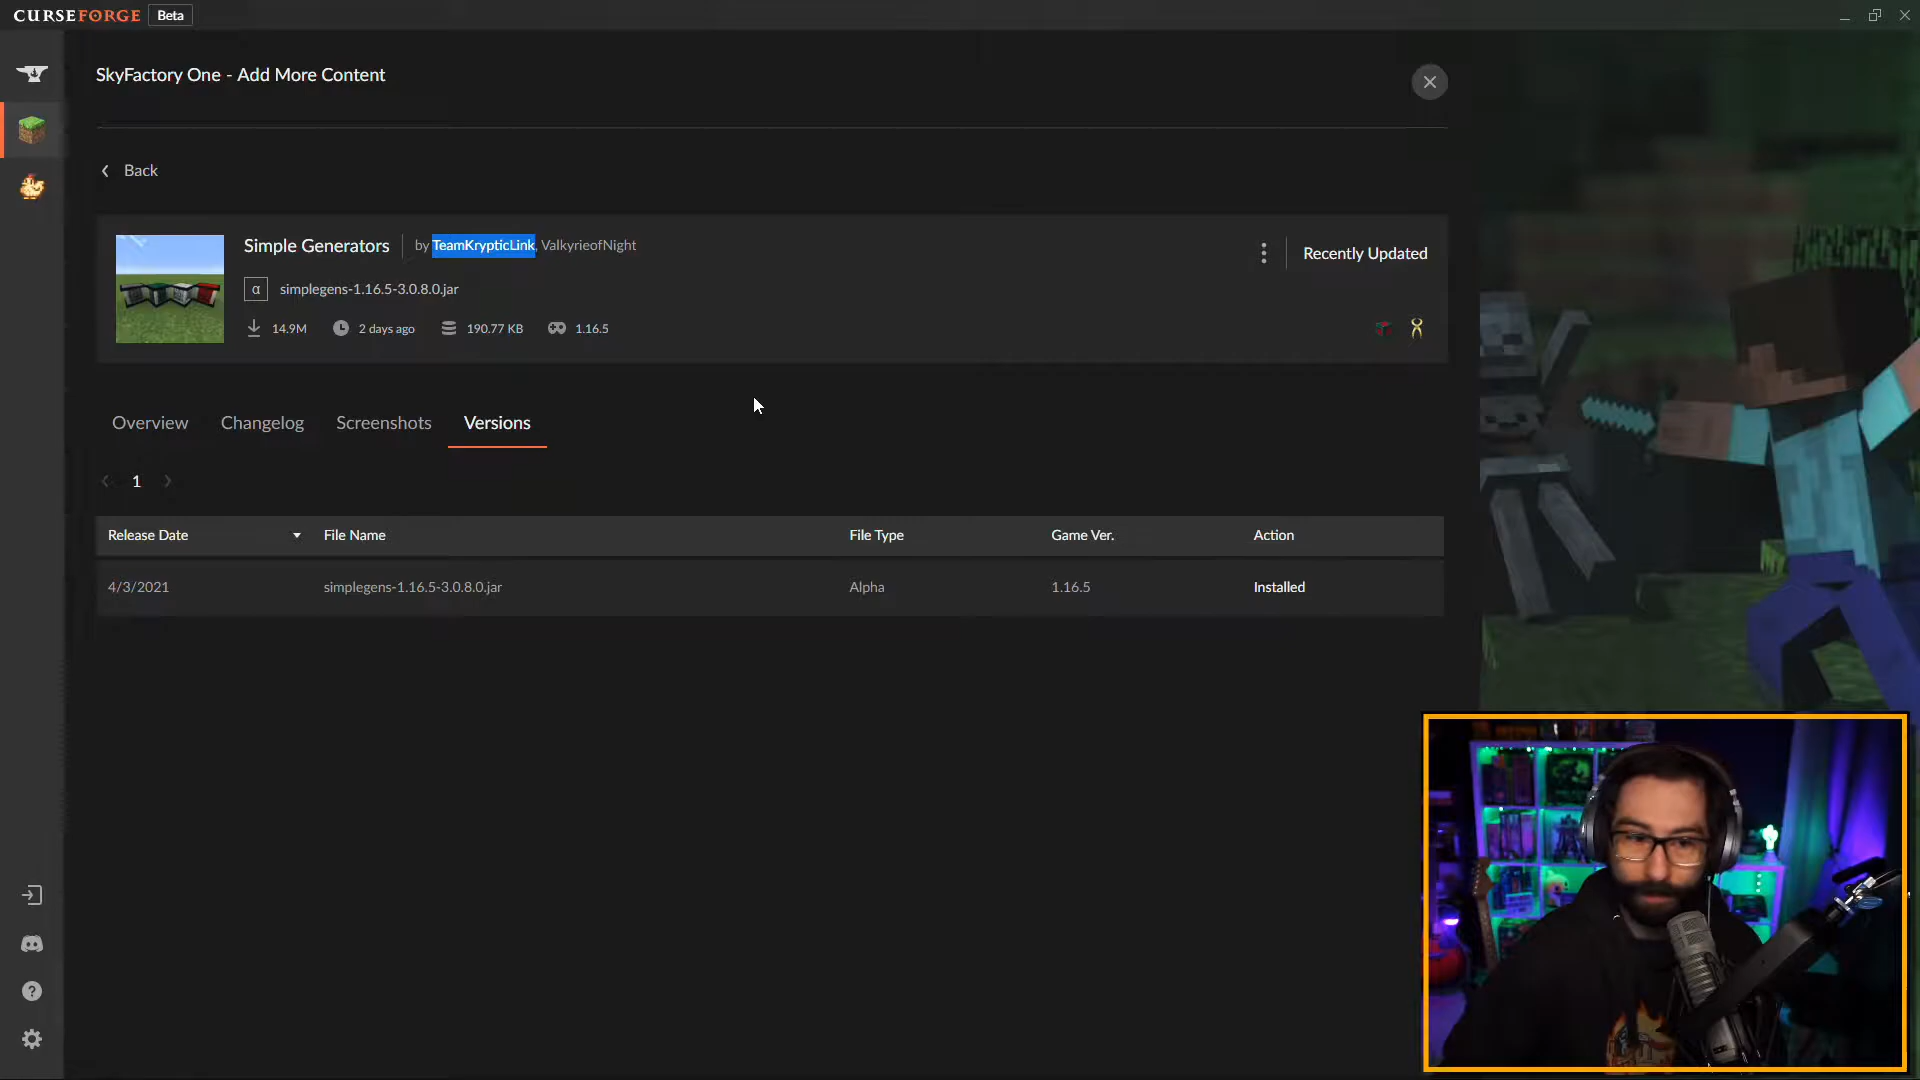 CURSEFORGE Beta
SkyFactory One - Add More Content
Back
Simple Generators by TeamKrypticLink, ValkyrieofNight
Recently Updated
α simplegens-1.16.5-3.0.8.0.jar
14.9M 2 days ago 190.77 KB 1.16.5
Overview Changelog Screenshots Versions
1
Release Date File Name File Type Game Ver. Action
4/3/2021 simplegens-1.16.5-3.0.8.0.jar Alpha 1.16.5 Installed